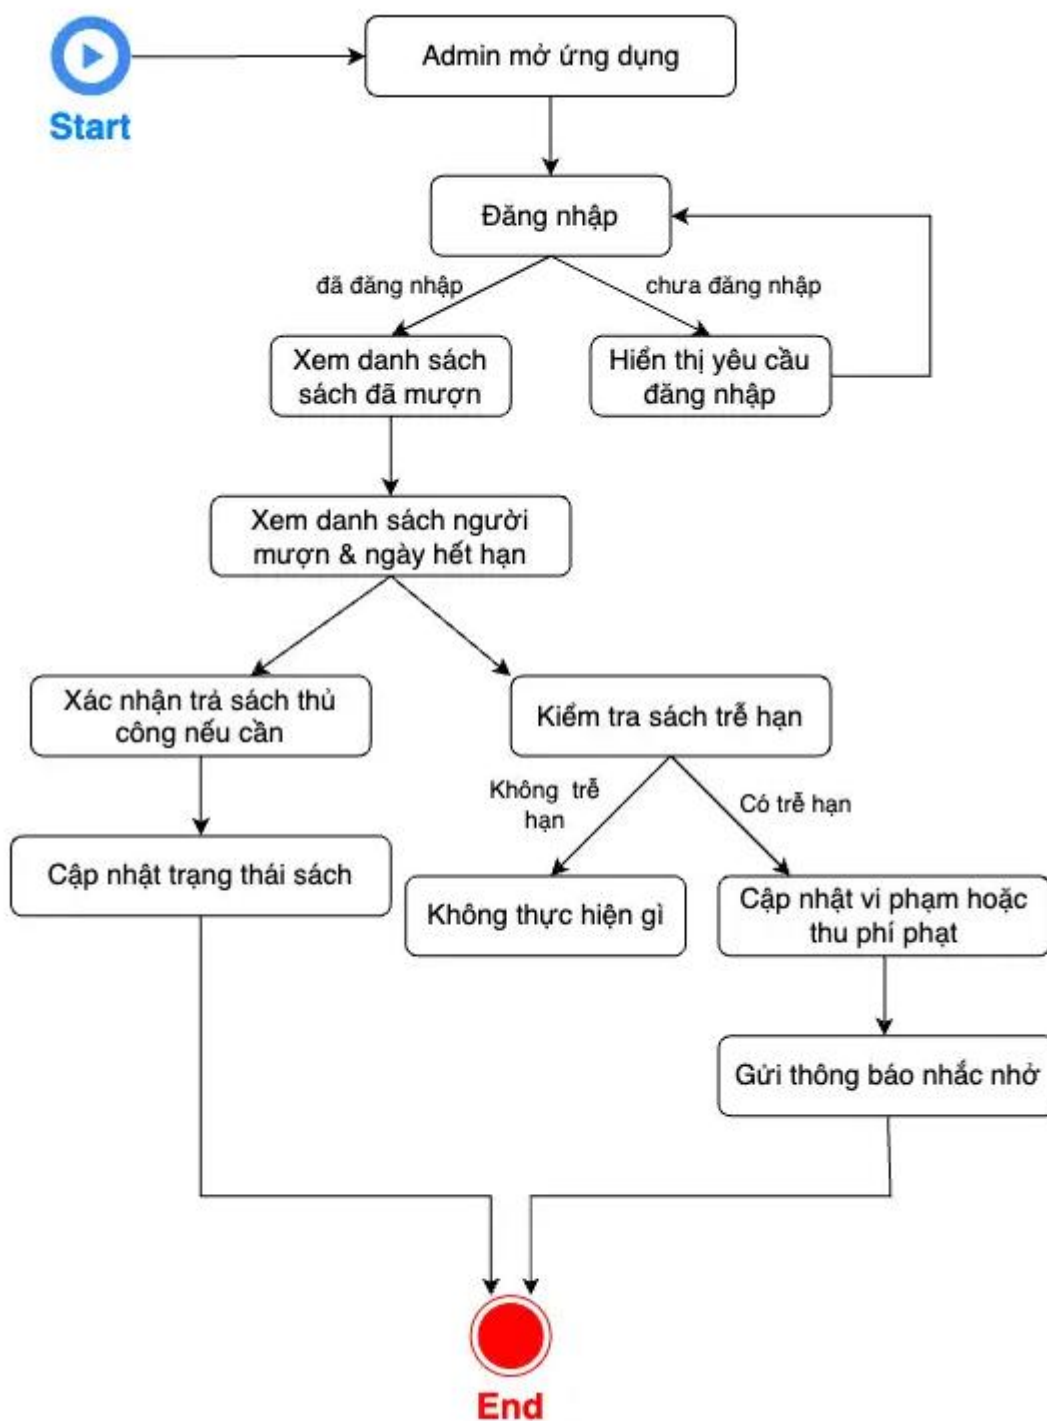 Admin mở ứng dụng
Start
Đăng nhập
đã đăng nhập
chưa đăng nhập
Xem danh sách
sách đã mượn
Hiển thị yêu cầu
đăng nhập
Xem danh sách người
mượn & ngày hết hạn
Xác nhận trả sách thủ
công nếu cần
Kiểm tra sách trễ hạn
Không trễ
hạn
Có trễ hạn
Cập nhật trạng thái sách
Không thực hiện gì
Cập nhật vi phạm hoặc
thu phí phạt
Gửi thông báo nhắc nhở
End